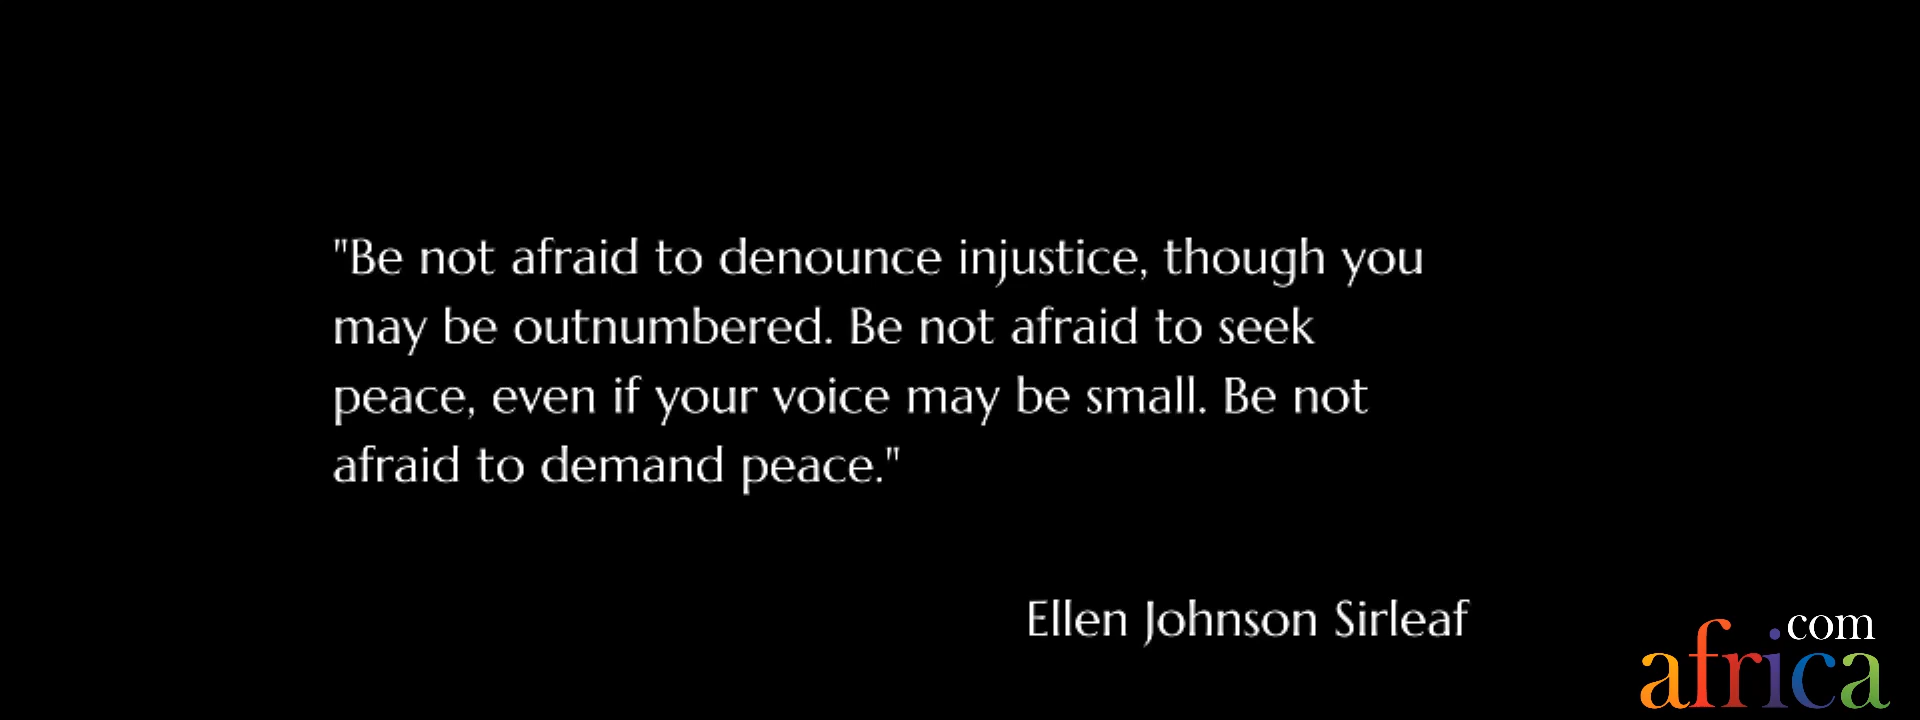 "Be not afraid to denounce injustice, though you
may be outnumbered. Be not afraid to seek
peace, even if your voice may be small. Be not
afraid to demand peace."
Ellen Johnson Sirleaf
com
africa